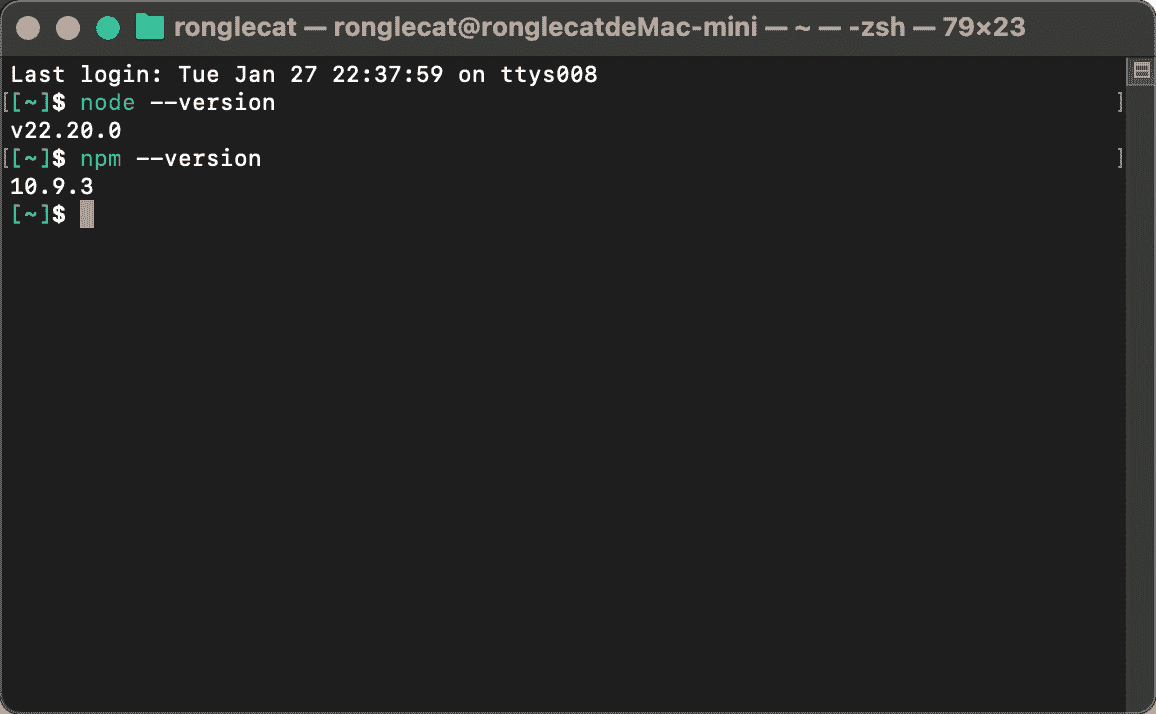 ronglecat — ronglecat@ronglecatdeMac-mini — ~ — -zsh — 79×23
Last login: Tue Jan 27 22:37:59 on ttys008
[[~]$ node --version ]
v22.20.0
[[~]$ npm --version ]
10.9.3
[~]$